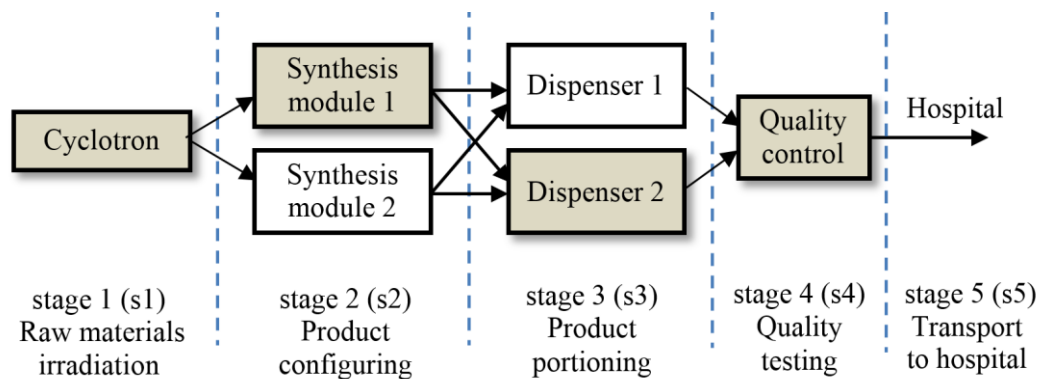 Cyclotron
Synthesis
module 1
Synthesis
module 2
Dispenser 1
Dispenser 2
Quality
control
Hospital
stage 1 (s1)
Raw materials
irradiation
stage 2 (s2)
Product
configuring
stage 3 (s3)
Product
portioning
stage 4 (s4)
Quality
testing
stage 5 (s5)
Transport
to hospital